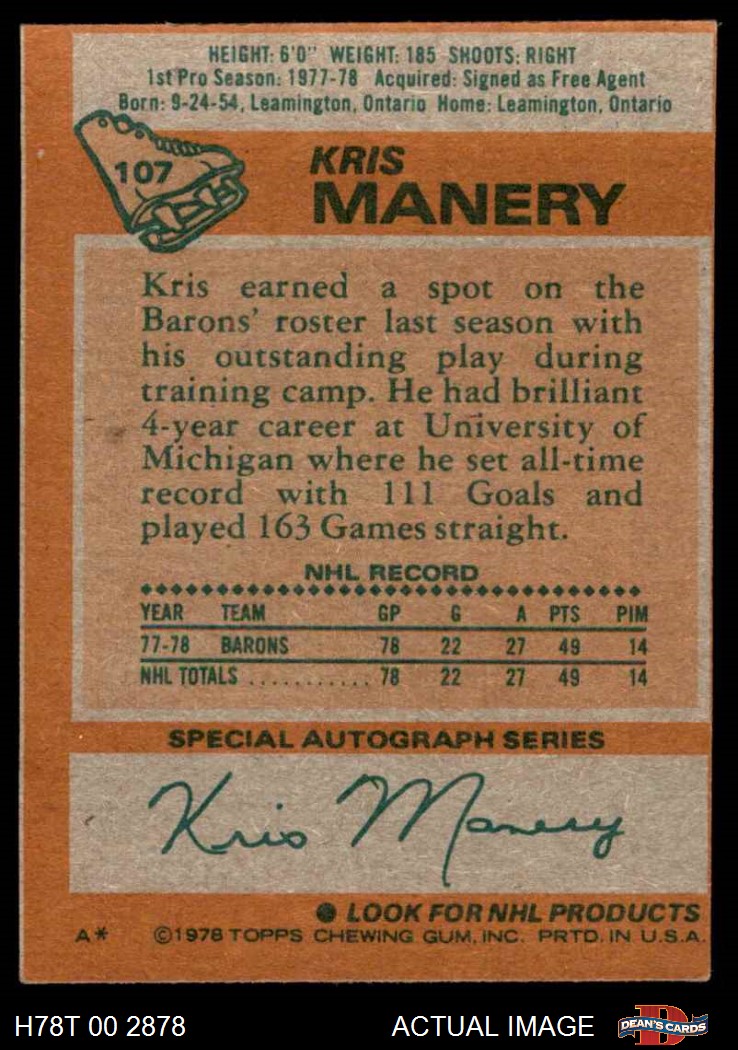 HEIGHT: 6'0" WEIGHT: 185 SHOOTS: RIGHT
1st Pro Season: 1977-78 Acquired: Signed as Free Agent
Born: 9-24-54, Leamington, Ontario Home: Leamington, Ontario
107
KRIS
MANERY
Kris earned a spot on the
Barons' roster last season with
his outstanding play during
training camp. He had brilliant
4-year career at University of
Michigan where he set all-time
record with 111 Goals and
played 163 Games straight.
NHL RECORD
YEAR TEAM GP G A PTS PIM
77-78 BARONS 78 22 27 49 14
NHL TOTALS ........... 78 22 27 49 14
SPECIAL AUTOGRAPH SERIES
Kris Manery
● LOOK FOR NHL PRODUCTS
A* ©1978 TOPPS CHEWING GUM, INC. PRTD. IN U.S.A.
H78T 00 2878 ACTUAL IMAGE D DEAN'S CARDS